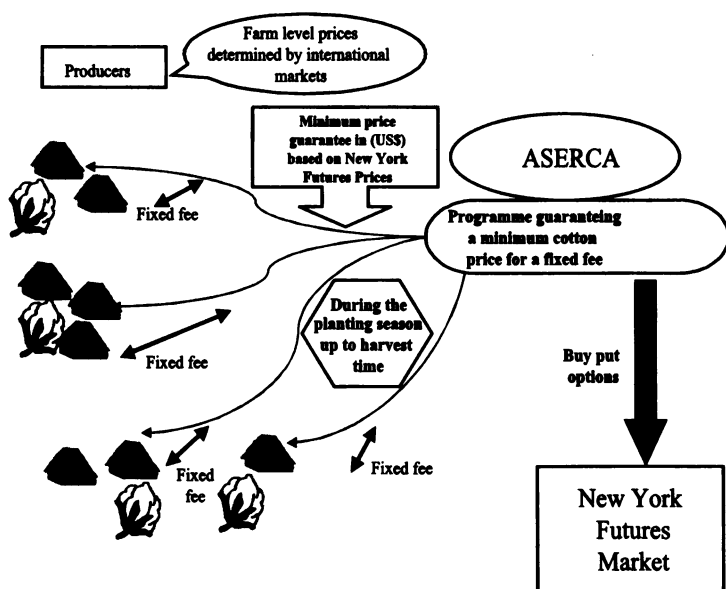 Farm level prices
determined by international
markets
Producers
Minimum price
guarantee in (US$)
based on New York
Futures Prices
ASERCA
Programme guaranteing
a minimum cotton
price for a fixed fee
Fixed fee
During the
planting season
up to harvest
time
Fixed fee
Buy put
options
Fixed
fee
Fixed fee
New York
Futures
Market